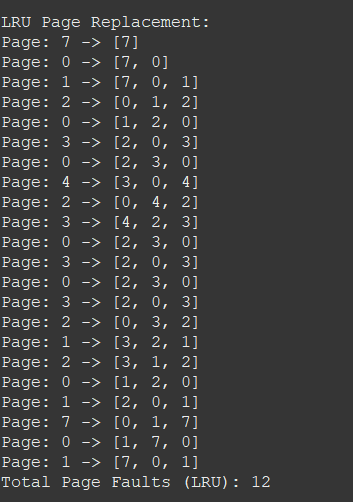 LRU Page Replacement:
Page: 7 -> [7]
Page: 0 -> [7, 0]
Page: 1 -> [7, 0, 1]
Page: 2 -> [0, 1, 2]
Page: 0 -> [1, 2, 0]
Page: 3 -> [2, 0, 3]
Page: 0 -> [2, 3, 0]
Page: 4 -> [3, 0, 4]
Page: 2 -> [0, 4, 2]
Page: 3 -> [4, 2, 3]
Page: 0 -> [2, 3, 0]
Page: 3 -> [2, 0, 3]
Page: 0 -> [2, 3, 0]
Page: 3 -> [2, 0, 3]
Page: 2 -> [0, 3, 2]
Page: 1 -> [3, 2, 1]
Page: 2 -> [3, 1, 2]
Page: 0 -> [1, 2, 0]
Page: 1 -> [2, 0, 1]
Page: 7 -> [0, 1, 7]
Page: 0 -> [1, 7, 0]
Page: 1 -> [7, 0, 1]
Total Page Faults (LRU): 12